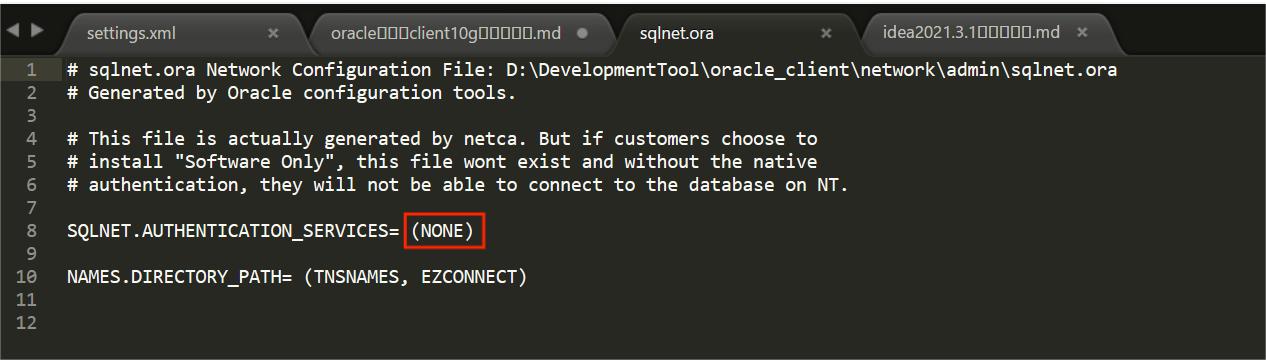 settings.xml
oracle□□□client10g□□□□□.md
sqlnet.ora
idea2021.3.1□□□□□.md
1 # sqlnet.ora Network Configuration File: D:\DevelopmentTool\oracle_client\network\admin\sqlnet.ora
2 # Generated by Oracle configuration tools.
3
4 # This file is actually generated by netca. But if customers choose to
5 # install "Software Only", this file wont exist and without the native
6 # authentication, they will not be able to connect to the database on NT.
7
8 SQLNET.AUTHENTICATION_SERVICES= (NONE)
9
10 NAMES.DIRECTORY_PATH= (TNSNAMES, EZCONNECT)
11
12